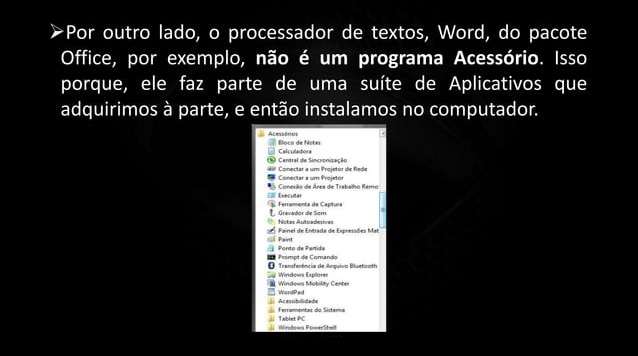 ➢Por outro lado, o processador de textos, Word, do pacote
Office, por exemplo, não é um programa Acessório. Isso
porque, ele faz parte de uma suíte de Aplicativos que
adquirimos à parte, e então instalamos no computador.
Acessórios
Bloco de Notas
Calculadora
Central de Sincronização
Conectar a um Projetor de Rede
Conectar a um Projetor
Conexão de Área de Trabalho Remo
Executar
Ferramenta de Captura
Gravador de Som
Notas Autoadesivas
Painel de Entrada de Expressões Mat
Paint
Ponto de Partida
Prompt de Comando
Transferência de Arquivo Bluetooth
Windows Explorer
Windows Mobility Center
WordPad
Acessibilidade
Ferramentas do Sistema
Tablet PC
Windows PowerShell